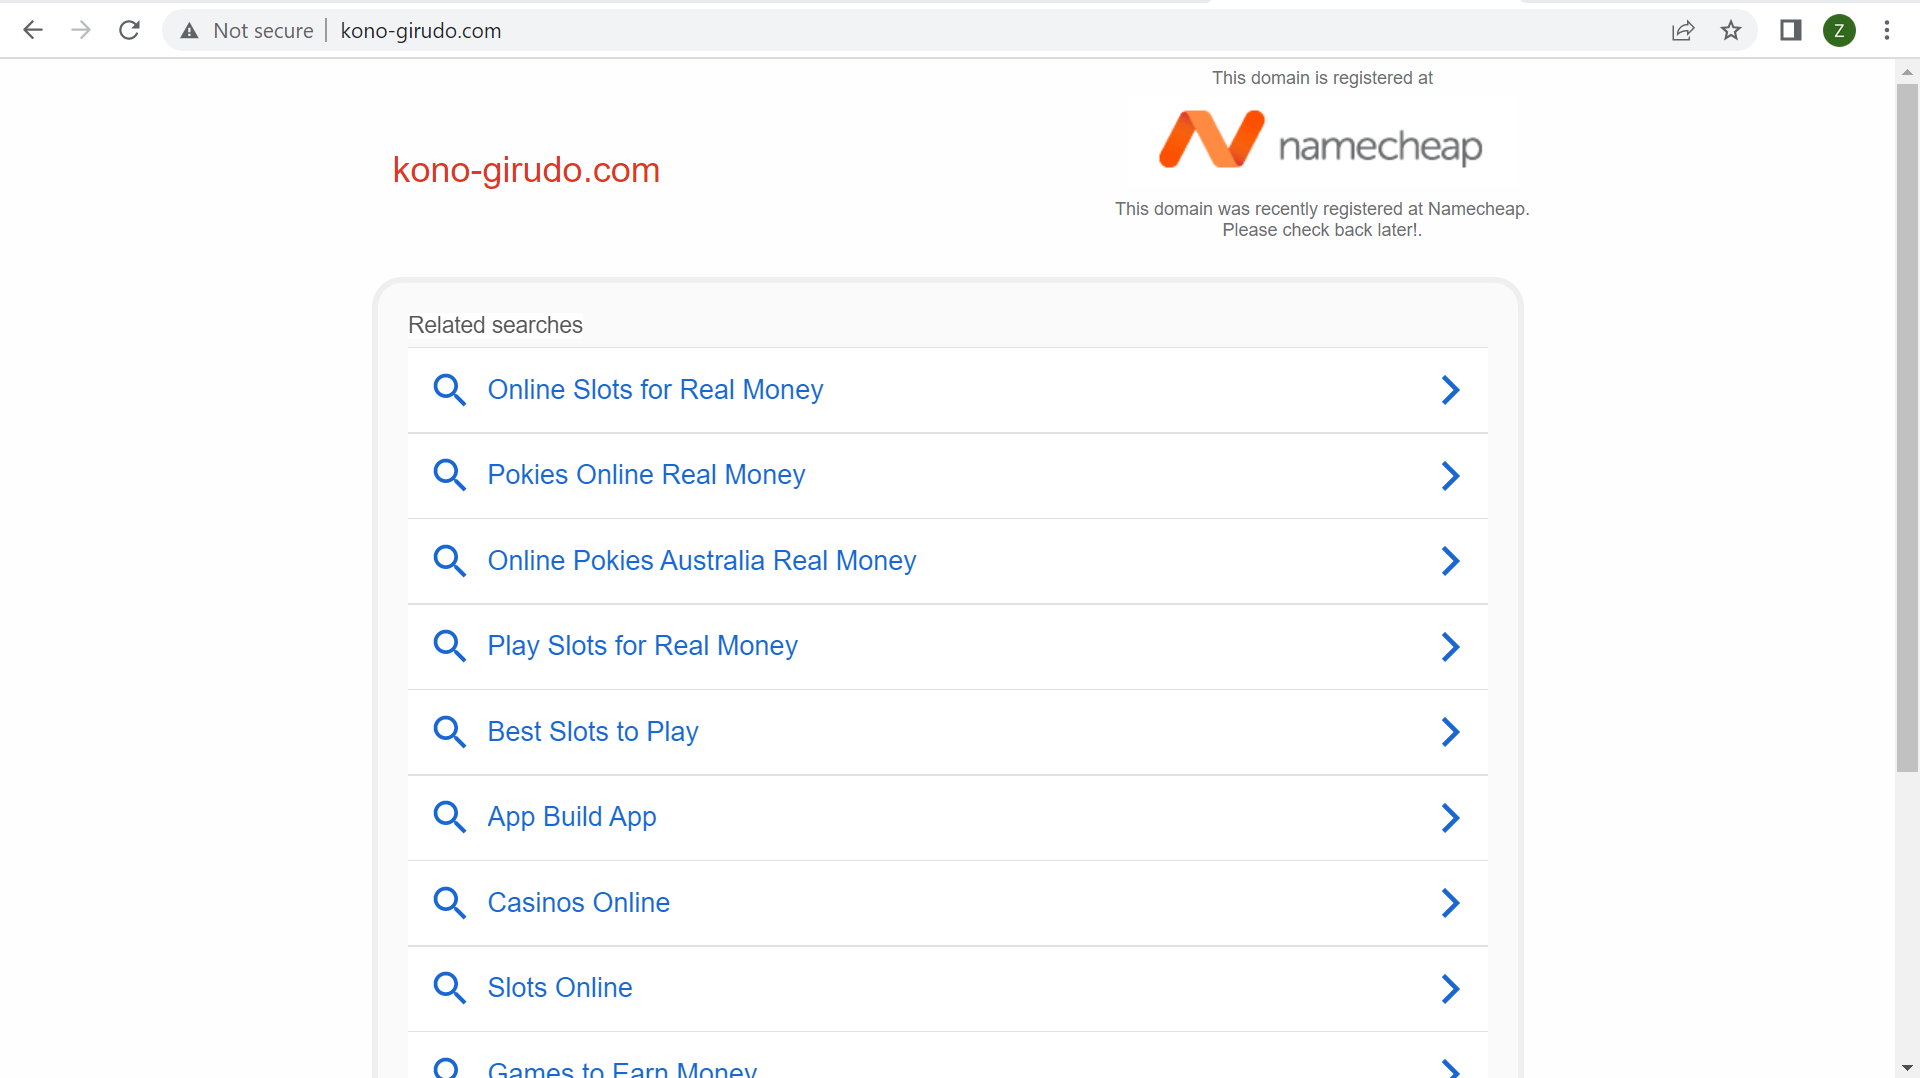 Not secure
kono-girudo.com
Z
This domain is registered at
namecheap
kono-girudo.com
This domain was recently registered at Namecheap.
Please check back later!.
Related searches
Online Slots for Real Money
Pokies Online Real Money
Online Pokies Australia Real Money
Play Slots for Real Money
Best Slots to Play
App Build App
Casinos Online
Slots Online
Games to Earn Money